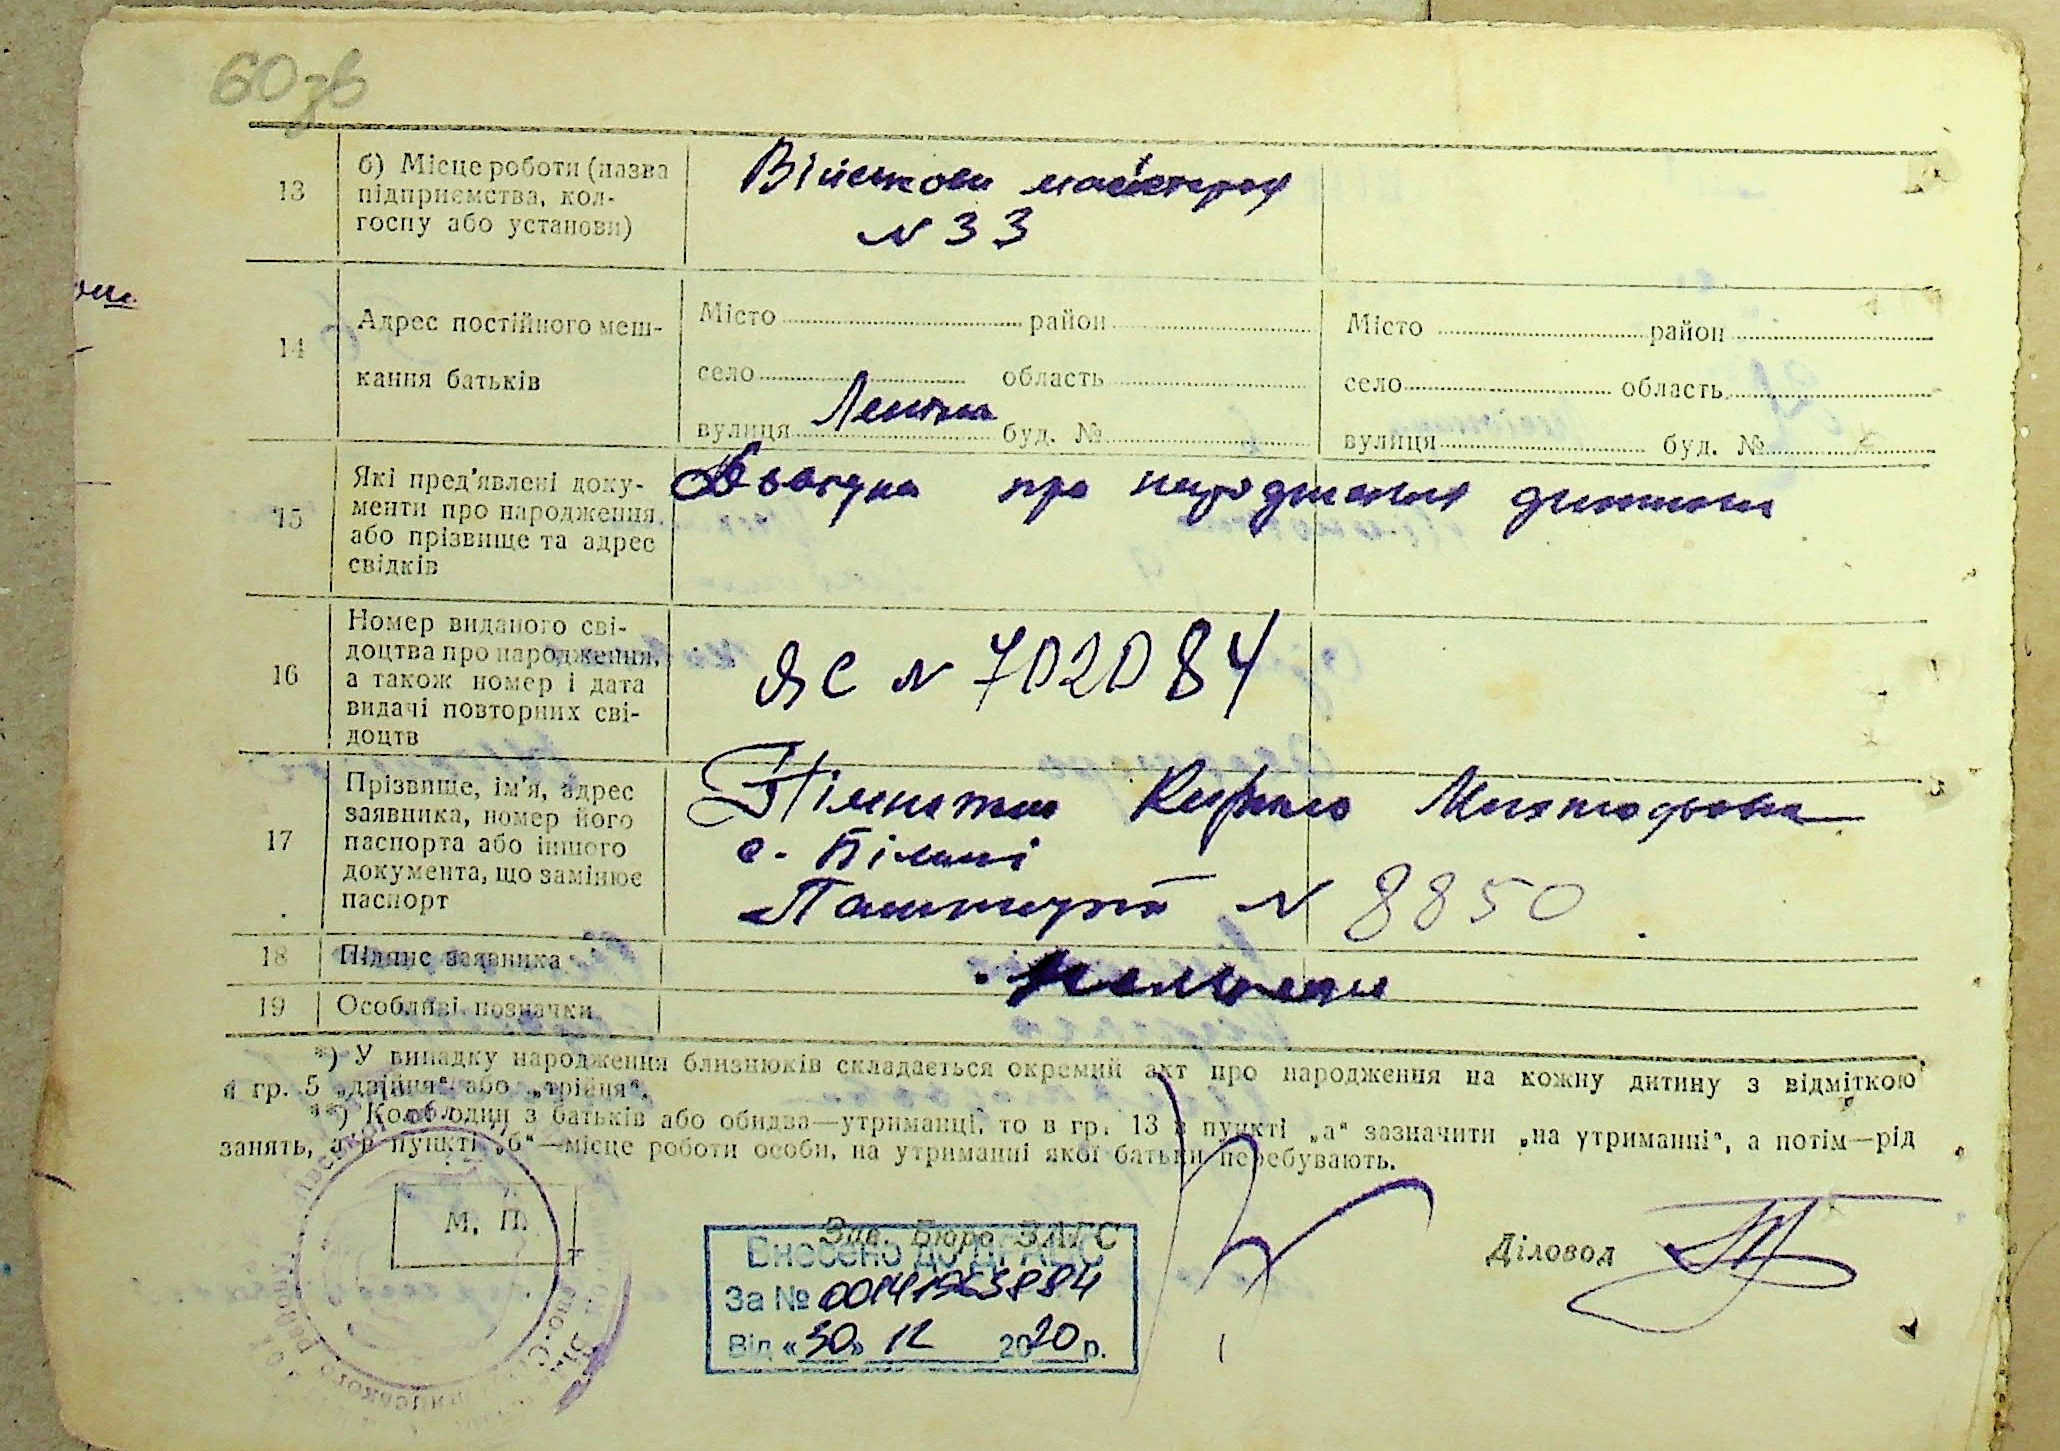 60зв
13
б) Місце роботи (назва
підприємства, кол-
госпу або установи)
Військови майстерні
N 33
14
Адрес постійного меш-
кання батьків
Місто район
село область
вулиця Леніна буд. №
Місто район
село область
вулиця буд. №
15
Які пред'явлені доку-
менти про народження
або прізвище та адрес
свідків
Довідка про народження дитини
16
Номер виданого сві-
доцтва про народження,
а також номер і дата
видачі повторних сві-
доцтв
ЯС N 702084
17
Прізвище, ім'я, адрес
заявника, номер його
паспорта або іншого
документа, що замінює
паспорт
с. Білині
Пашпорт N 8850
18
Підпис заявника
19
Особливі позначки
*) У випадку народження близнюків складається окремий акт про народження на кожну дитину з відміткою
в гр. 5 „двійня“ або „трійня“.
**) Коли один з батьків або обидва—утриманці, то в гр. 13 в пункті „а“ зазначити „на утриманні“, а потім—рід
занять, а в пункті „б“—місце роботи особи, на утриманні якої батьки перебувають.
М. П.
Зав. Бюро ЗАГС
Діловод
Внесено до ДРАЦС
За № 00141963884
Від «30» 12 2020 р.